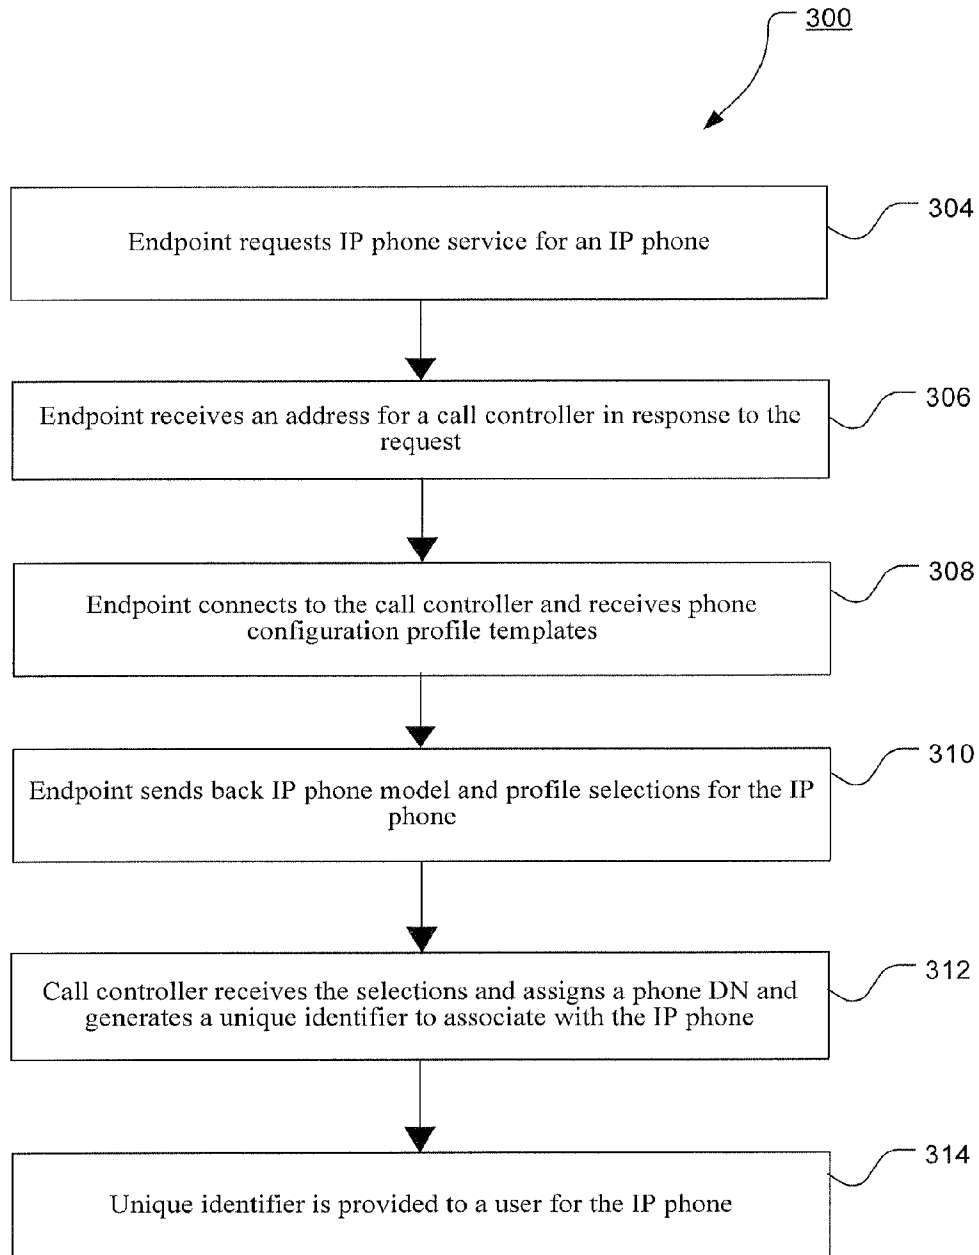 300
304
Endpoint requests IP phone service for an IP phone
306
Endpoint receives an address for a call controller in response to the
request
308
Endpoint connects to the call controller and receives phone
configuration profile templates
310
Endpoint sends back IP phone model and profile selections for the IP
phone
312
Call controller receives the selections and assigns a phone DN and
generates a unique identifier to associate with the IP phone
314
Unique identifier is provided to a user for the IP phone